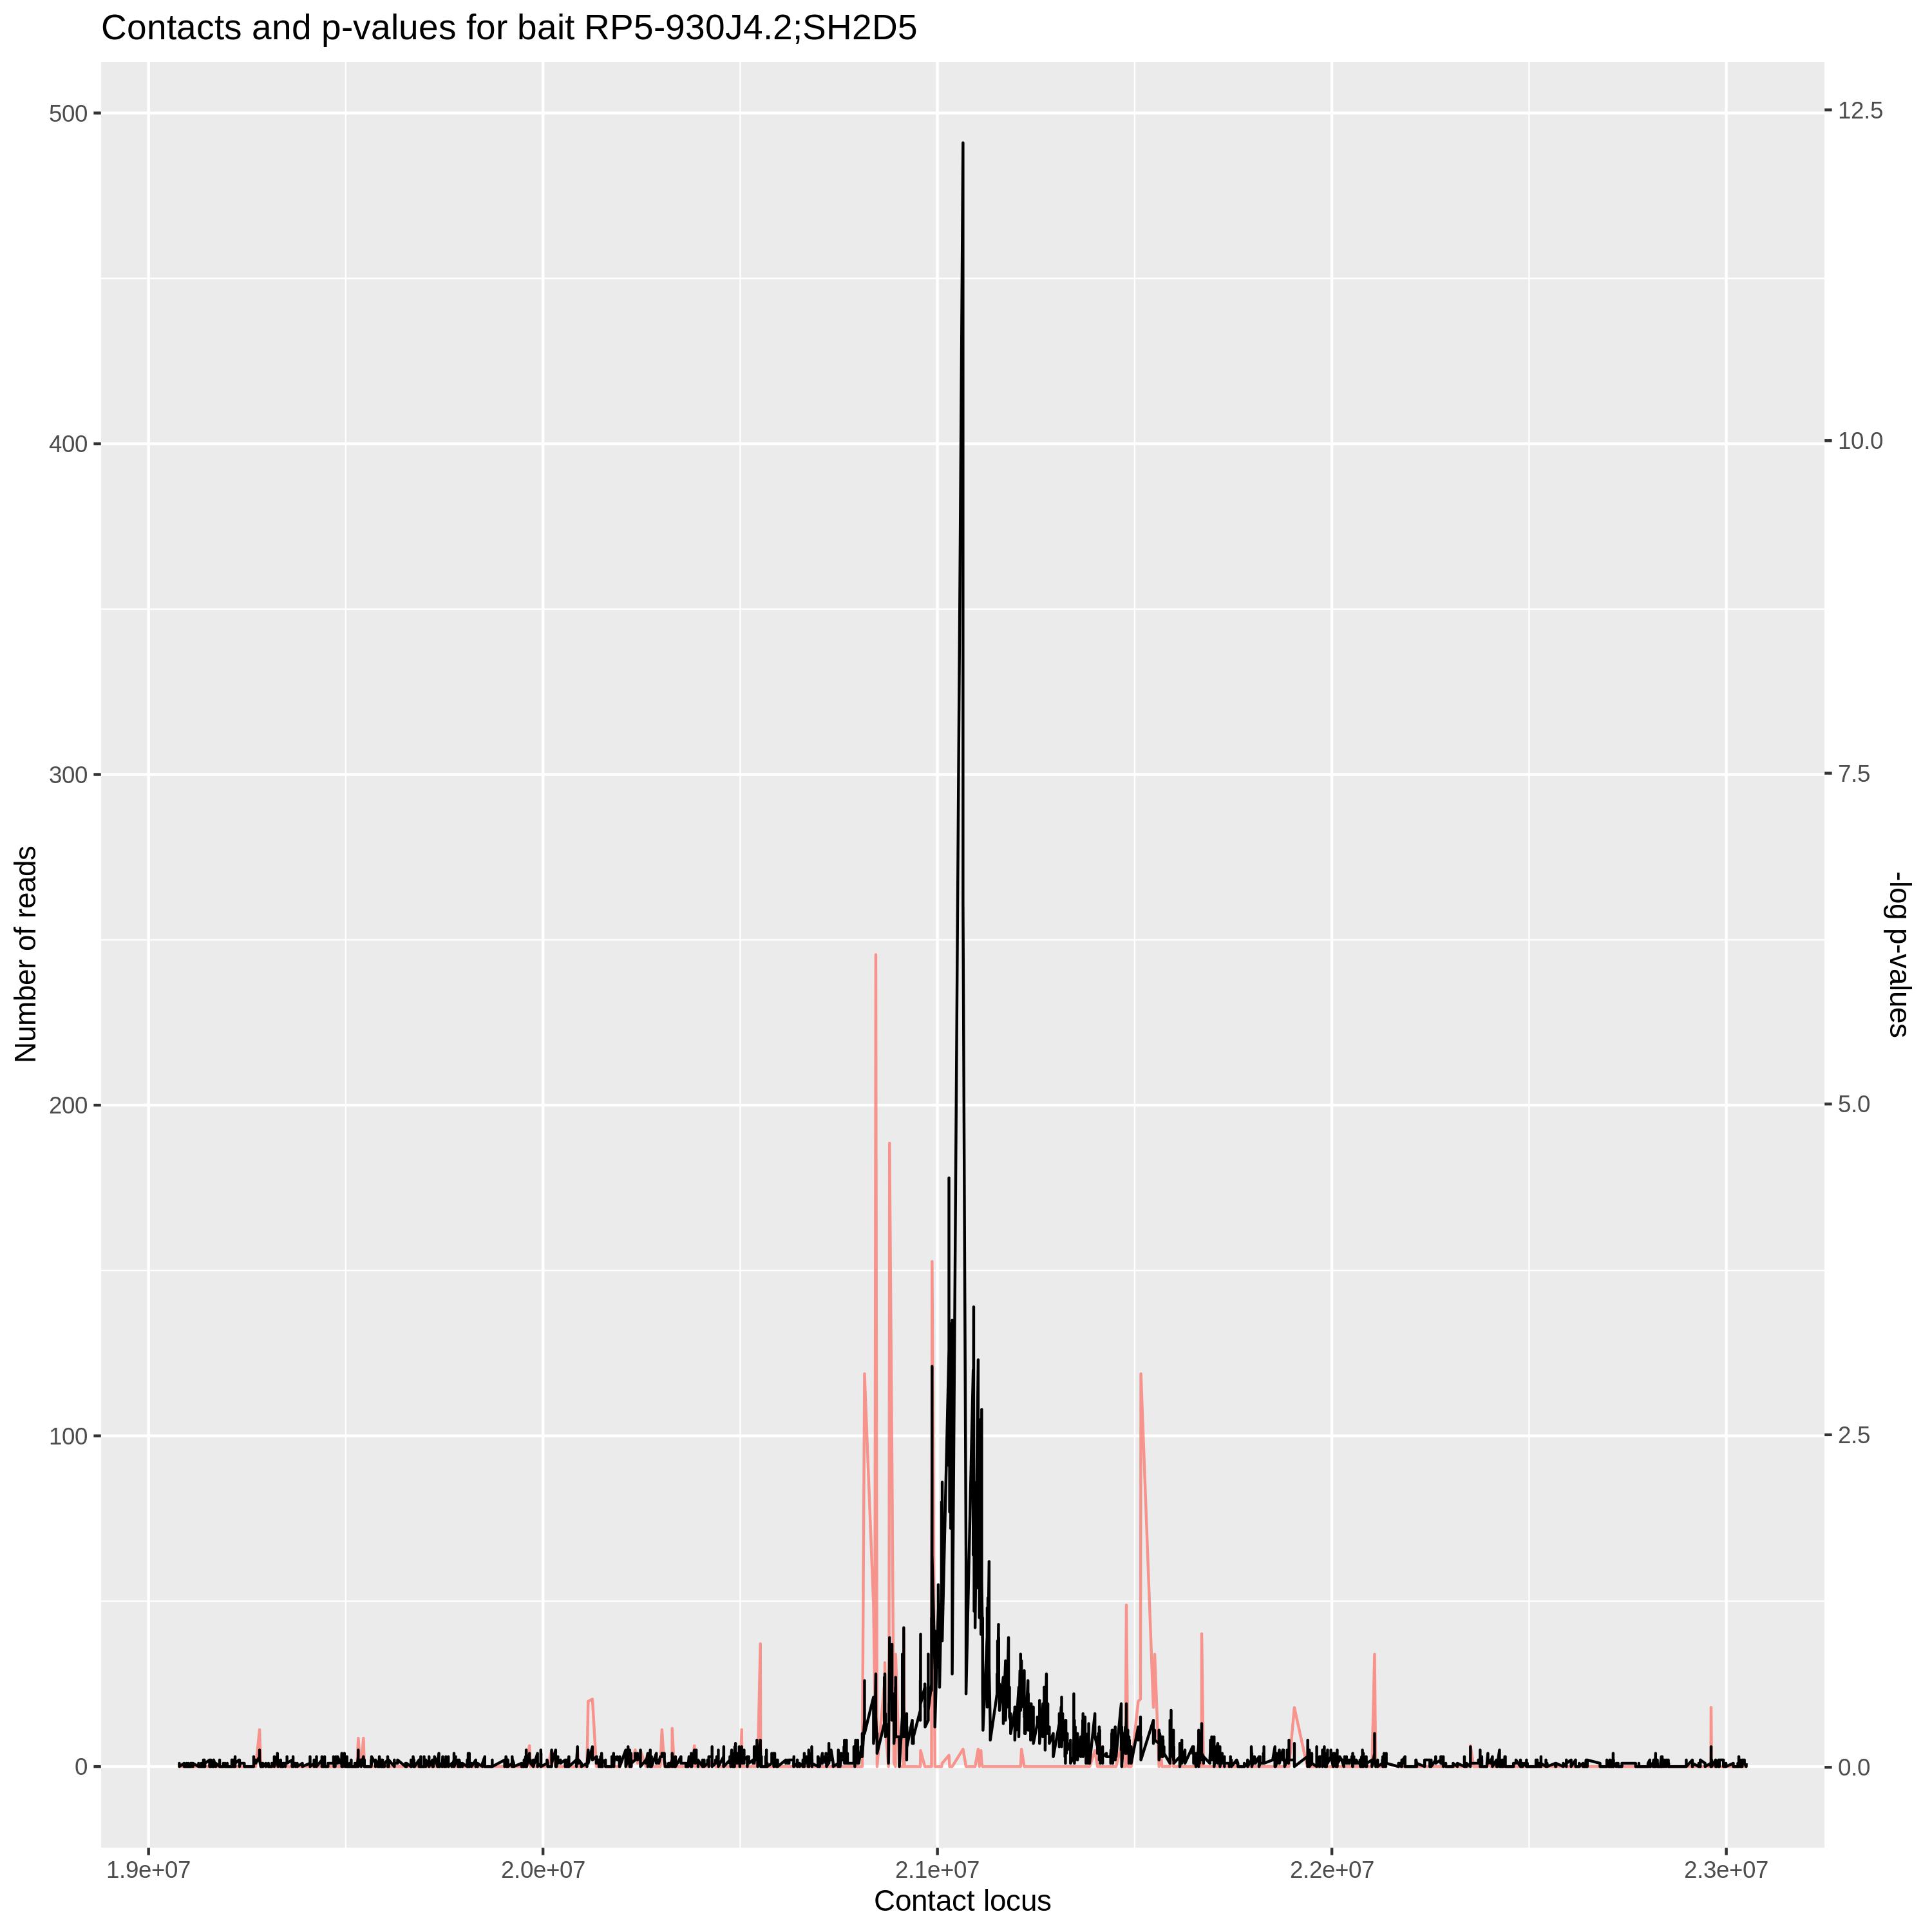 Contacts and p-values for bait RP5-930J4.2;SH2D5
500
400
300
200
100
0
Number of reads
12.5
10.0
7.5
5.0
2.5
0.0
-log p-values
1.9e+07
2.0e+07
2.1e+07
2.2e+07
2.3e+07
Contact locus